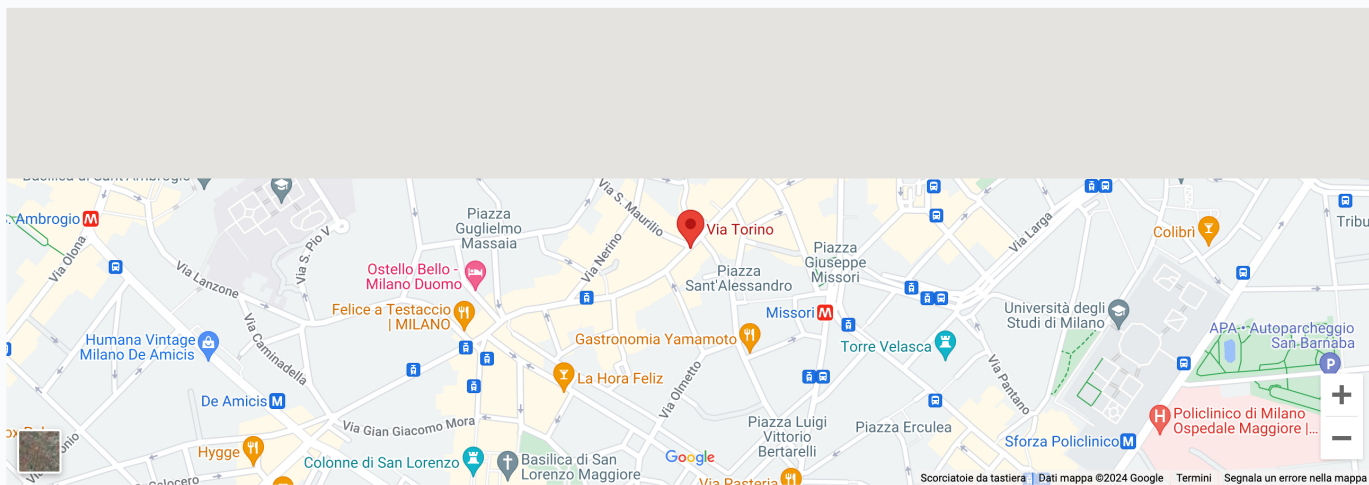 Basilica di Sant'Ambrogio
S. Ambrogio
Via Olona
Via Lanzone
Via S. Pio V
Via Caminadella
Piazza
Guglielmo
Massaia
Via S. Maurilio
Via Nerino
Via Torino
Piazza
Sant'Alessandro
Piazza
Giuseppe
Missori
Via Larga
Colibrì
Tribu
Ostello Bello -
Milano Duomo
Felice a Testaccio
| MILANO
Humana Vintage
Milano De Amicis
Missori
Gastronomia Yamamoto
Torre Velasca
Università degli
Studi di Milano
APA • Autoparcheggio
San-Barnaba
P
La Hora Feliz
Via Olmetto
Via Pantano
De Amicis
Via Gian Giacomo Mora
Piazza Luigi
Vittorio
Bertarelli
Piazza Erculea
Sforza Policlinico
H
Policlinico di Milano
Ospedale Maggiore |...
Hygge
Colonne di San Lorenzo
Basilica di San
Lorenzo Maggiore
Google
Via Pasteria
Calocero
Scorciatoie da tastiera
Dati mappa ©2024 Google
Termini
Segnala un errore nella mappa